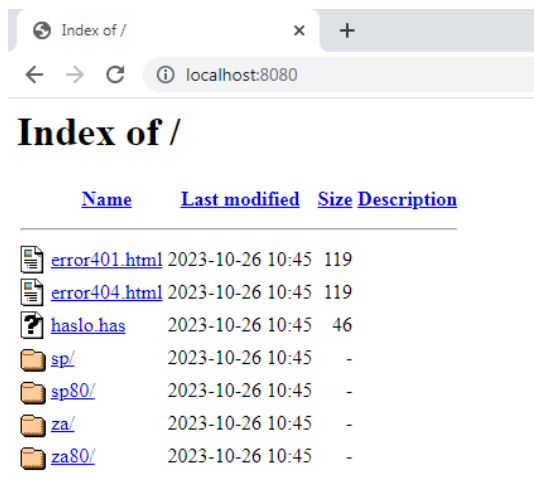 Index of /
localhost:8080
Index of /
Name Last modified Size Description
error401.html 2023-10-26 10:45 119
error404.html 2023-10-26 10:45 119
haslo.has 2023-10-26 10:45 46
sp/ 2023-10-26 10:45 -
sp80/ 2023-10-26 10:45 -
za/ 2023-10-26 10:45 -
za80/ 2023-10-26 10:45 -